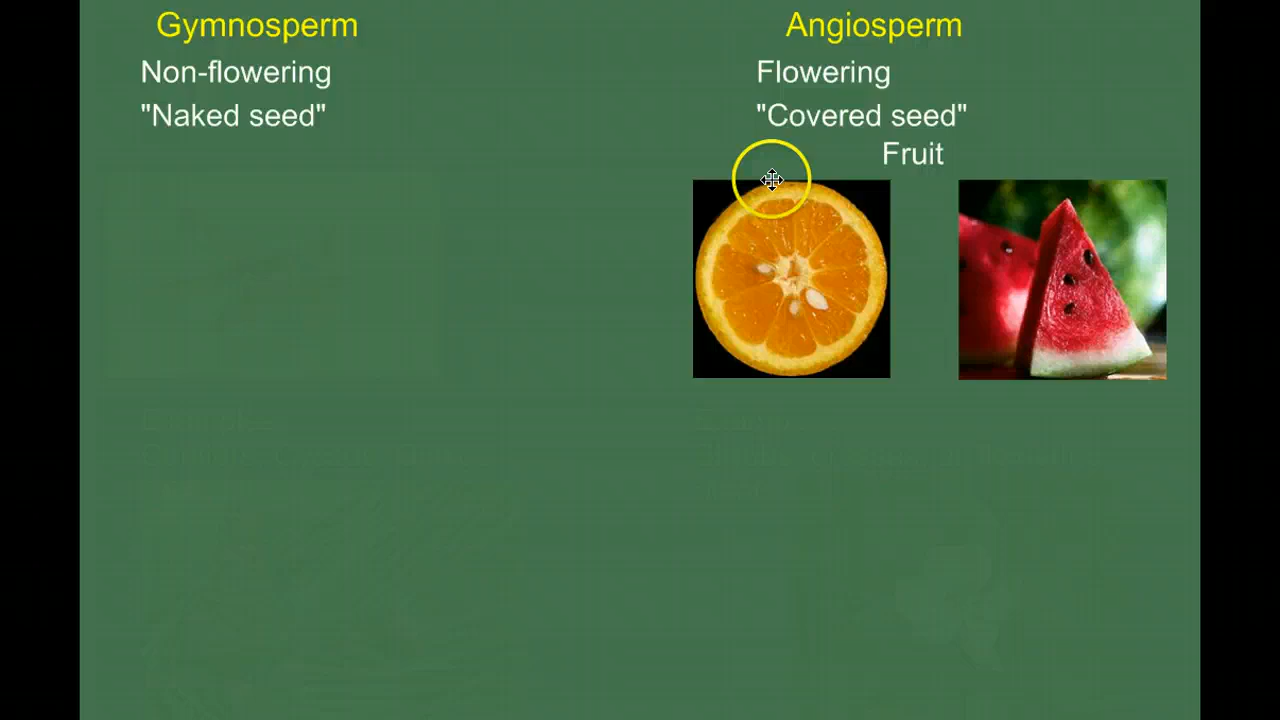 Gymnosperm
Non-flowering
"Naked seed"
Angiosperm
Flowering
"Covered seed"
Fruit